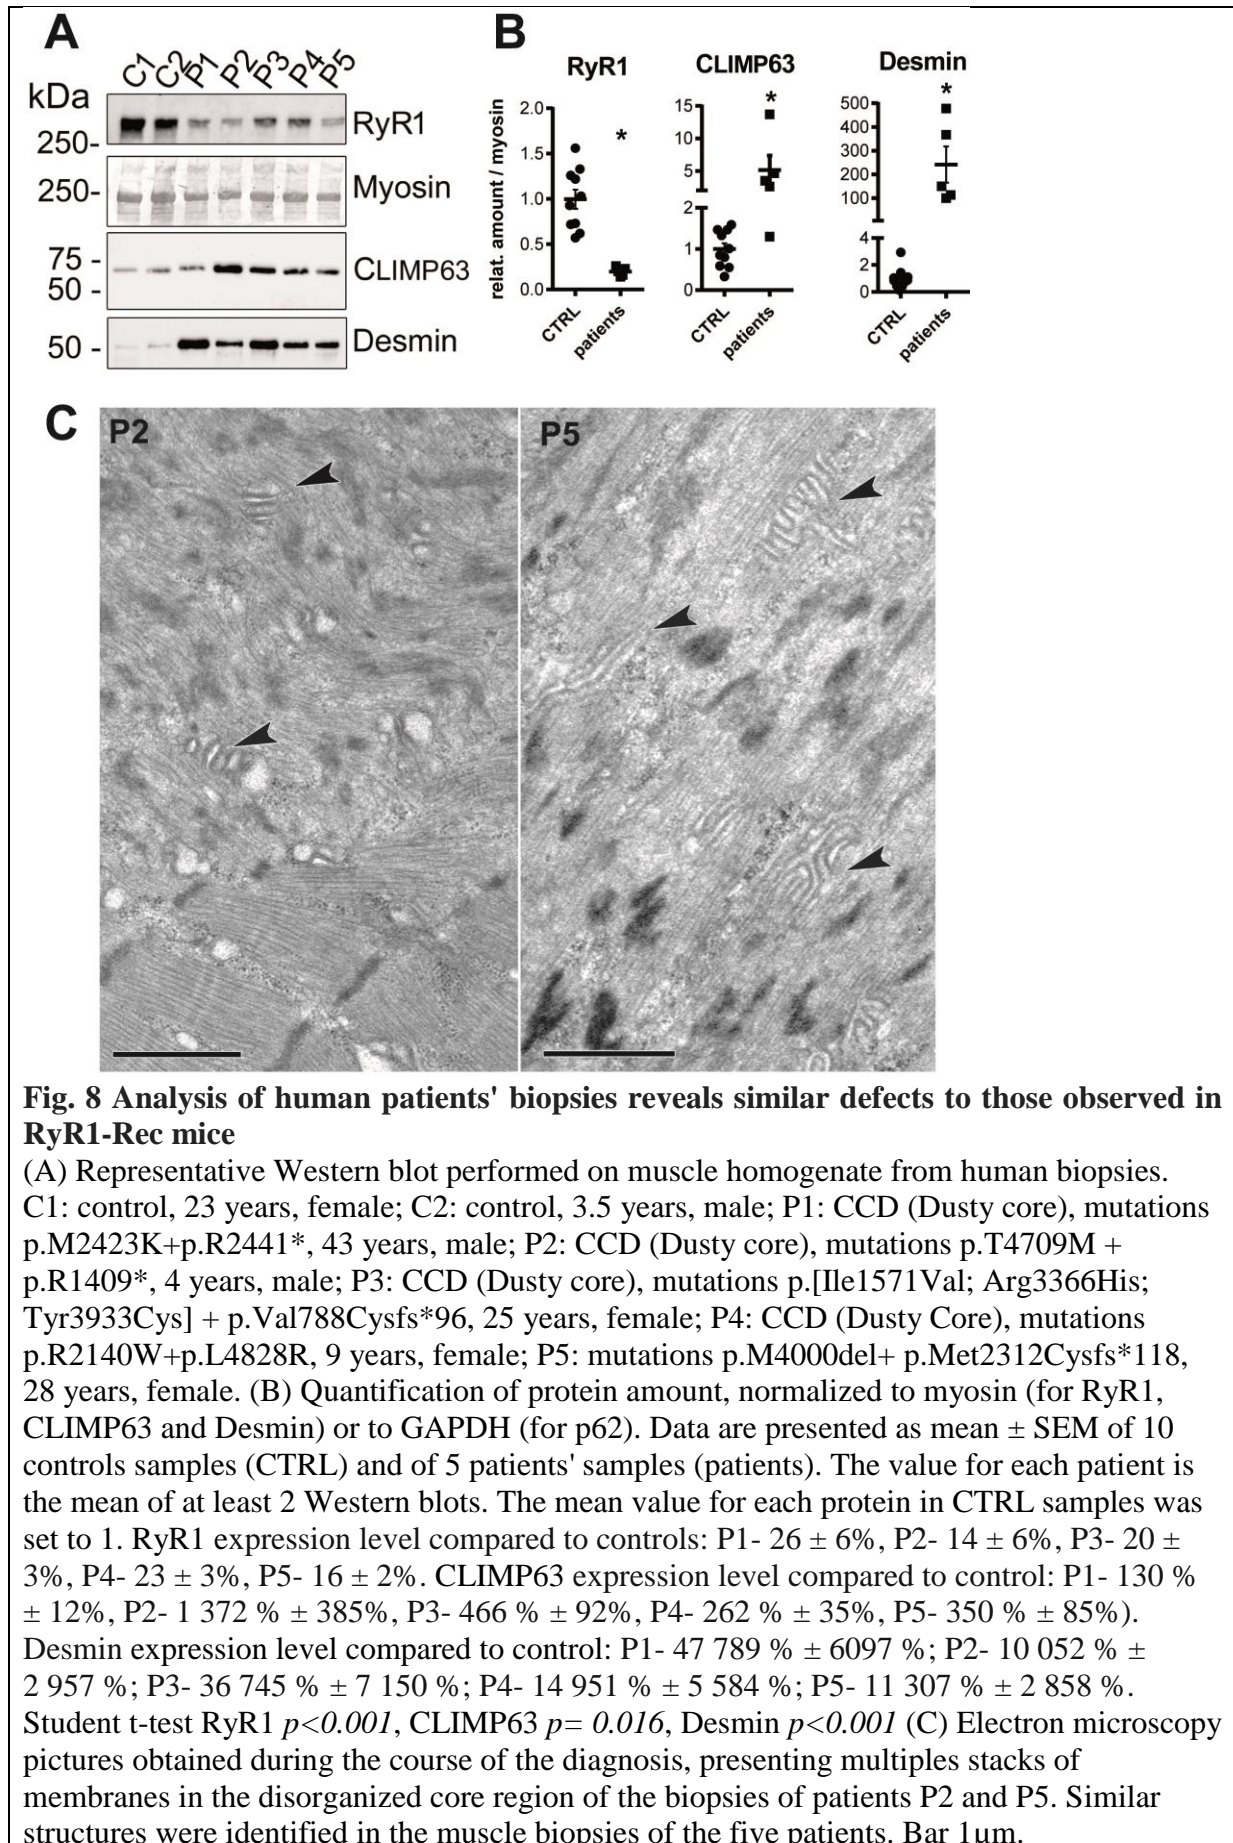 A
B
C1 C2 P1 P2 P3 P4 P5
kDa
250-
RyR1
250-
Myosin
75 -
50 -
CLIMP63
50 -
Desmin
RyR1
relat. amount / myosin
2.0
1.5
1.0
0.5
0.0
*
CTRL
patients
CLIMP63
15
10
5
2
1
0
*
CTRL
patients
Desmin
500
400
300
200
100
4
2
0
*
CTRL
patients
C
P2
P5
Fig. 8 Analysis of human patients' biopsies reveals similar defects to those observed in
RyR1-Rec mice
(A) Representative Western blot performed on muscle homogenate from human biopsies.
C1: control, 23 years, female; C2: control, 3.5 years, male; P1: CCD (Dusty core), mutations
p.M2423K+p.R2441*, 43 years, male; P2: CCD (Dusty core), mutations p.T4709M +
p.R1409*, 4 years, male; P3: CCD (Dusty core), mutations p.[Ile1571Val; Arg3366His;
Tyr3933Cys] + p.Val788Cysfs*96, 25 years, female; P4: CCD (Dusty Core), mutations
p.R2140W+p.L4828R, 9 years, female; P5: mutations p.M4000del+ p.Met2312Cysfs*118,
28 years, female. (B) Quantification of protein amount, normalized to myosin (for RyR1,
CLIMP63 and Desmin) or to GAPDH (for p62). Data are presented as mean ± SEM of 10
controls samples (CTRL) and of 5 patients' samples (patients). The value for each patient is
the mean of at least 2 Western blots. The mean value for each protein in CTRL samples was
set to 1. RyR1 expression level compared to controls: P1- 26 ± 6%, P2- 14 ± 6%, P3- 20 ±
3%, P4- 23 ± 3%, P5- 16 ± 2%. CLIMP63 expression level compared to control: P1- 130 %
± 12%, P2- 1 372 % ± 385%, P3- 466 % ± 92%, P4- 262 % ± 35%, P5- 350 % ± 85%).
Desmin expression level compared to control: P1- 47 789 % ± 6097 %; P2- 10 052 % ±
2 957 %; P3- 36 745 % ± 7 150 %; P4- 14 951 % ± 5 584 %; P5- 11 307 % ± 2 858 %.
Student t-test RyR1 p<0.001, CLIMP63 p= 0.016, Desmin p<0.001 (C) Electron microscopy
pictures obtained during the course of the diagnosis, presenting multiples stacks of
membranes in the disorganized core region of the biopsies of patients P2 and P5. Similar
structures were identified in the muscle biopsies of the five patients. Bar 1µm.